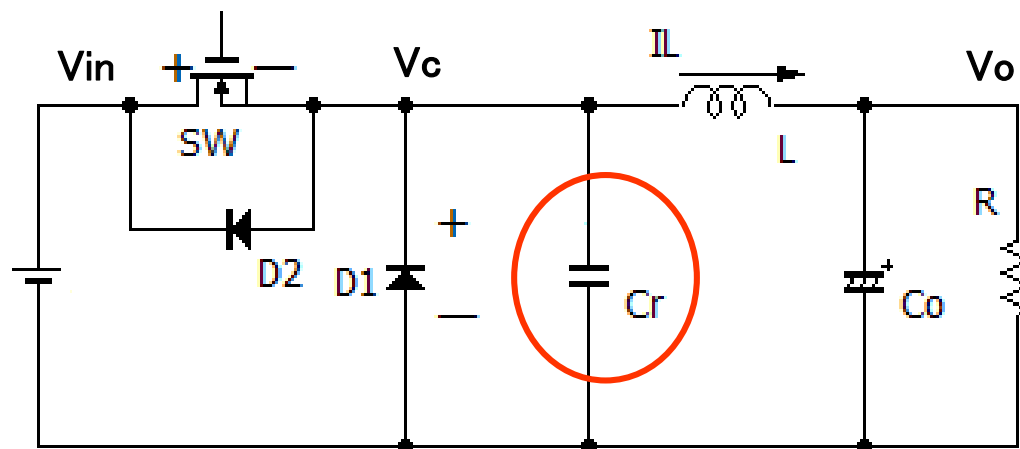 IL
Vin
+
—
Vc
Vo
SW
L
R
+
D2
D1
Cr
+
Co
—